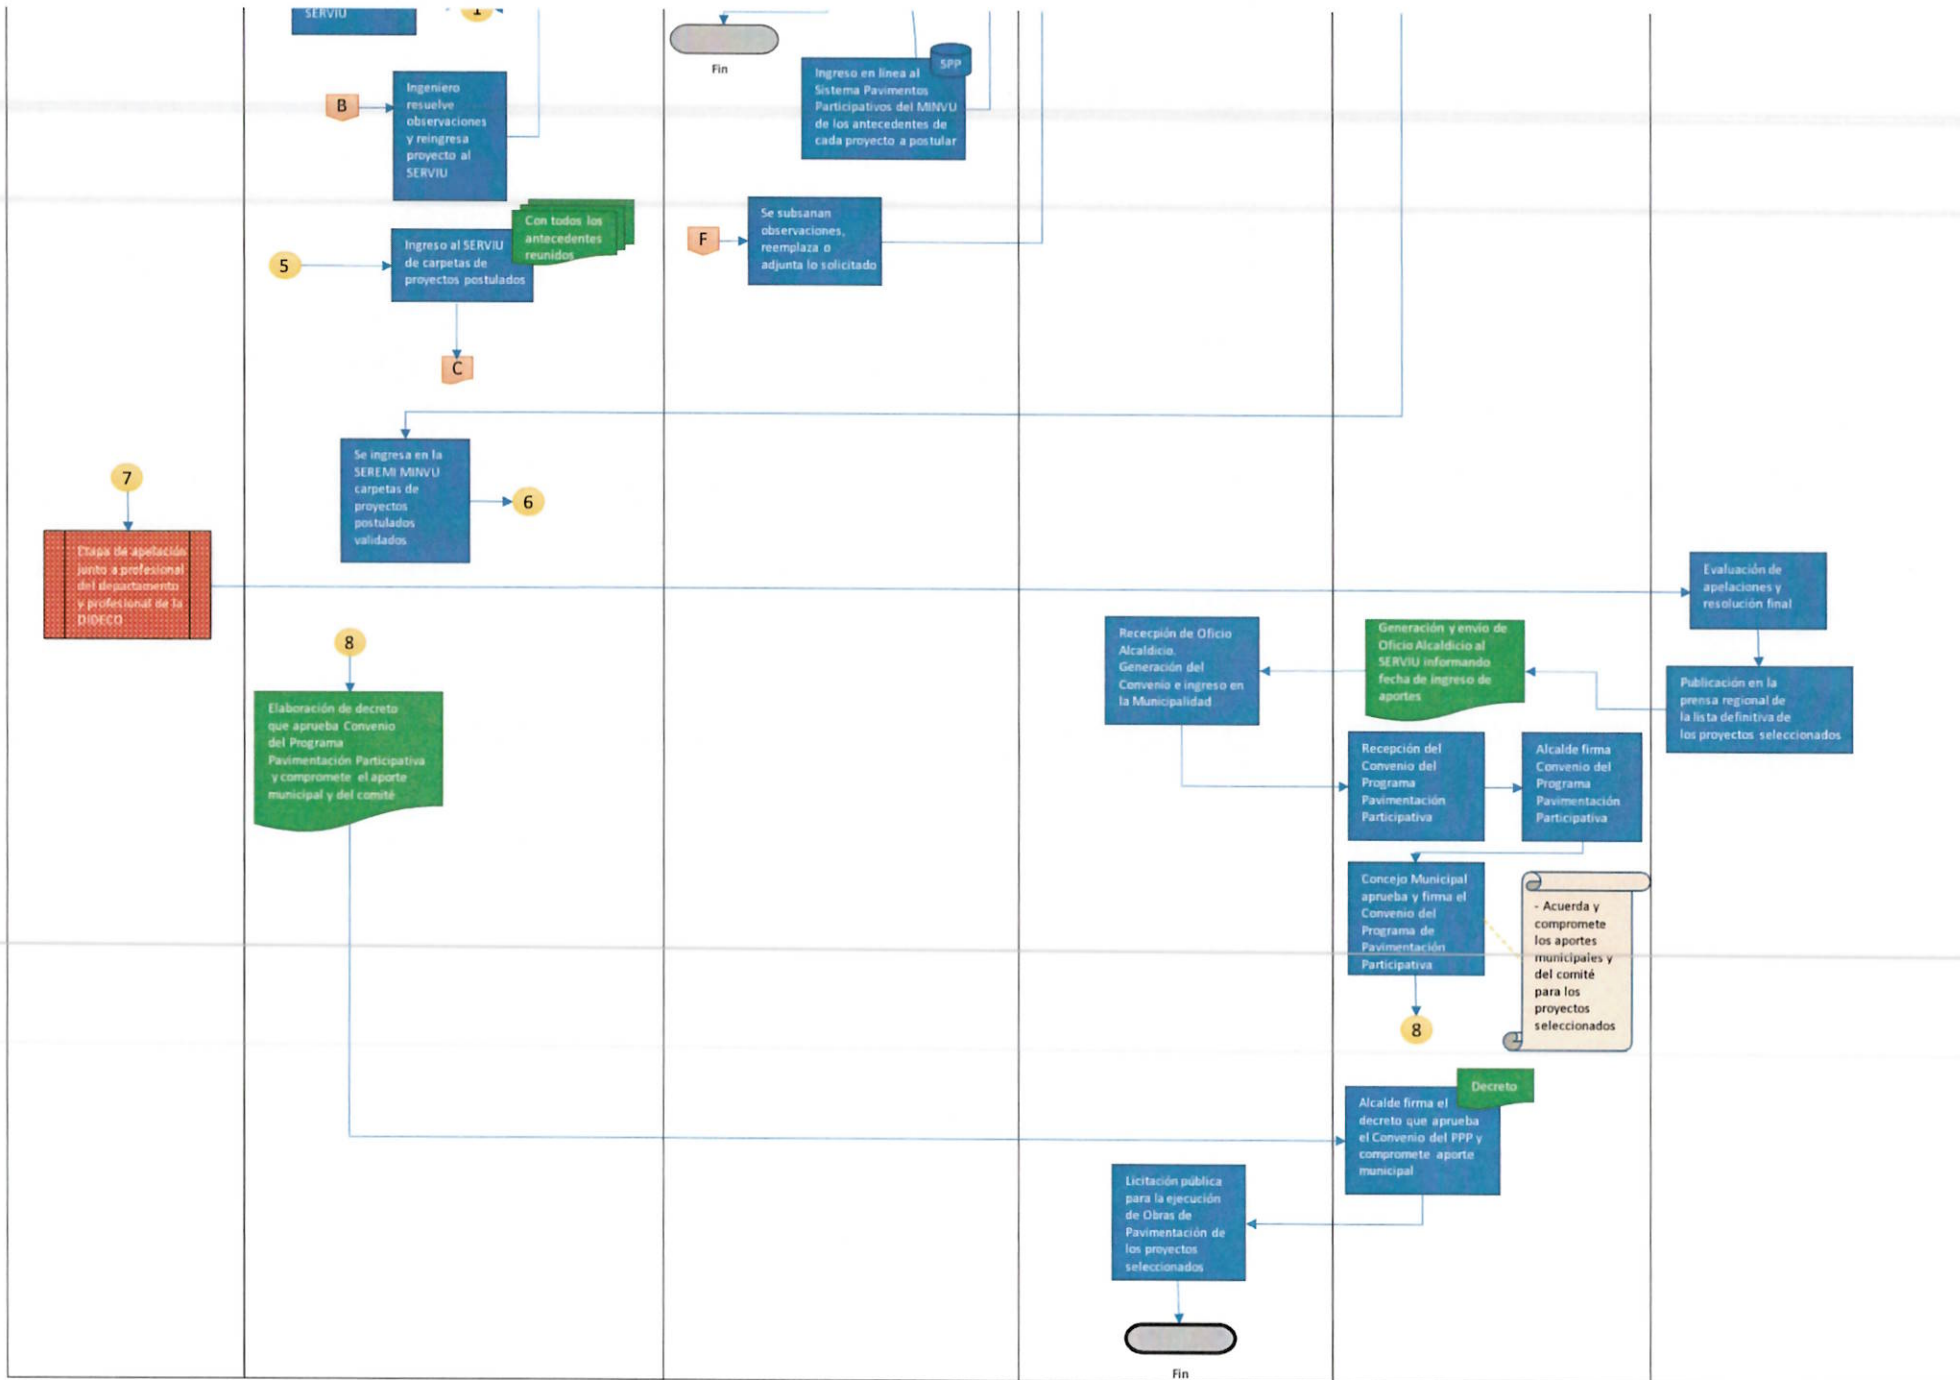 SERVIU
1
Fin
SPP
Ingreso en línea al
Sistema Pavimentos
Participativos del MINVU
de los antecedentes de
cada proyecto a postular
B
Ingeniero
resuelve
observaciones
y reingresa
proyecto al
SERVIU
Con todos los
antecedentes
reunidos
5
Ingreso al SERVIU
de carpetas de
proyectos postulados
F
Se subsanan
observaciones,
reemplaza o
adjunta lo solicitado
C
Se ingresa en la
SEREMI MINVU
carpetas de
proyectos
postulados
validados
6
7
Etapa de apelación
junto a profesional
del departamento
y profesional de la
DIDECO
Evaluación de
apelaciones y
resolución final
Publicación en la
prensa regional de
la lista definitiva de
los proyectos seleccionados
Generación y envío de
Oficio Alcaldicio al
SERVIU informando
fecha de ingreso de
aportes
Rececpión de Oficio
Alcaldicio.
Generación del
Convenio e ingreso en
la Municipalidad
8
Elaboración de decreto
que aprueba Convenio
del Programa
Pavimentación Participativa
y compromete el aporte
municipal y del comité
Recepción del
Convenio del
Programa
Pavimentación
Participativa
Alcalde firma
Convenio del
Programa
Pavimentación
Participativa
Concejo Municipal
aprueba y firma el
Convenio del
Programa de
Pavimentación
Participativa
- Acuerda y
compromete
los aportes
municipales y
del comité
para los
proyectos
seleccionados
8
Decreto
Alcalde firma el
decreto que aprueba
el Convenio del PPP y
compromete aporte
municipal
Licitación pública
para la ejecución
de Obras de
Pavimentación de
los proyectos
seleccionados
Fin